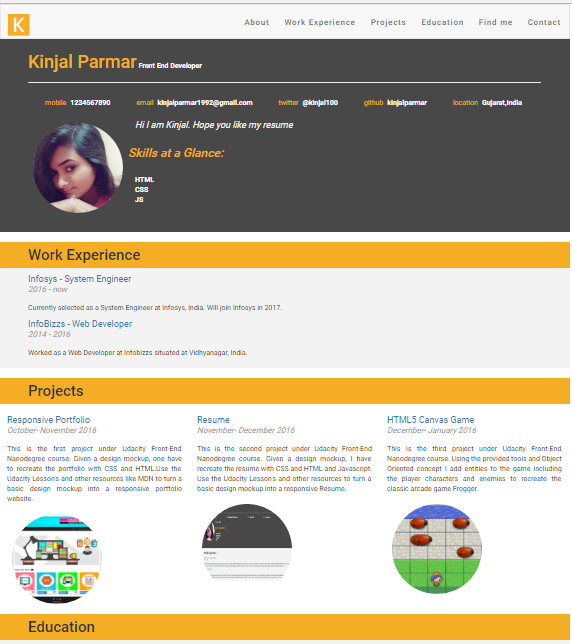 K
About Work Experience Projects Education Find me Contact
Kinjal Parmar Front End Developer
mobile 1234567890 email kinjalparmar1992@gmail.com twitter @kinjal100 github kinjalparmar location Gujarat,India
Hi I am Kinjal. Hope you like my resume
Skills at a Glance:
HTML
CSS
JS
Work Experience
Infosys - System Engineer
2016 - now
Currently selected as a System Engineer at Infosys, India. Will join Infosys in 2017.
InfoBizzs - Web Developer
2014 - 2016
Worked as a Web Developer at Infobizzs situated at Vidhyanagar, India.
Projects
Responsive Portfolio
October- November 2016
This is the first project under Udacity Front-End
Nanodegree course. Given a design mockup, one have
to recreate the portfolio with CSS and HTML.Use the
Udacity Lesson's and other resources like MDN to turn a
basic design mockup into a responsive portfolio
website.
Resume
November- December 2016
This is the second project under Udacity Front-End
Nanodegree course. Given a design mockup, I have
recreate the resume with CSS and HTML and Javascript.
Use the Udacity Lesson's and other resources to turn a
basic design mockup into a responsive Resume.
HTML5 Canvas Game
December- January 2016
This is the third project under Udacity Front-End
Nanodegree course. Using the provided tools and Object
Oriented concept I add entities to the game including
the player characters and enemies to recreate the
classic arcade game Frogger.
Education